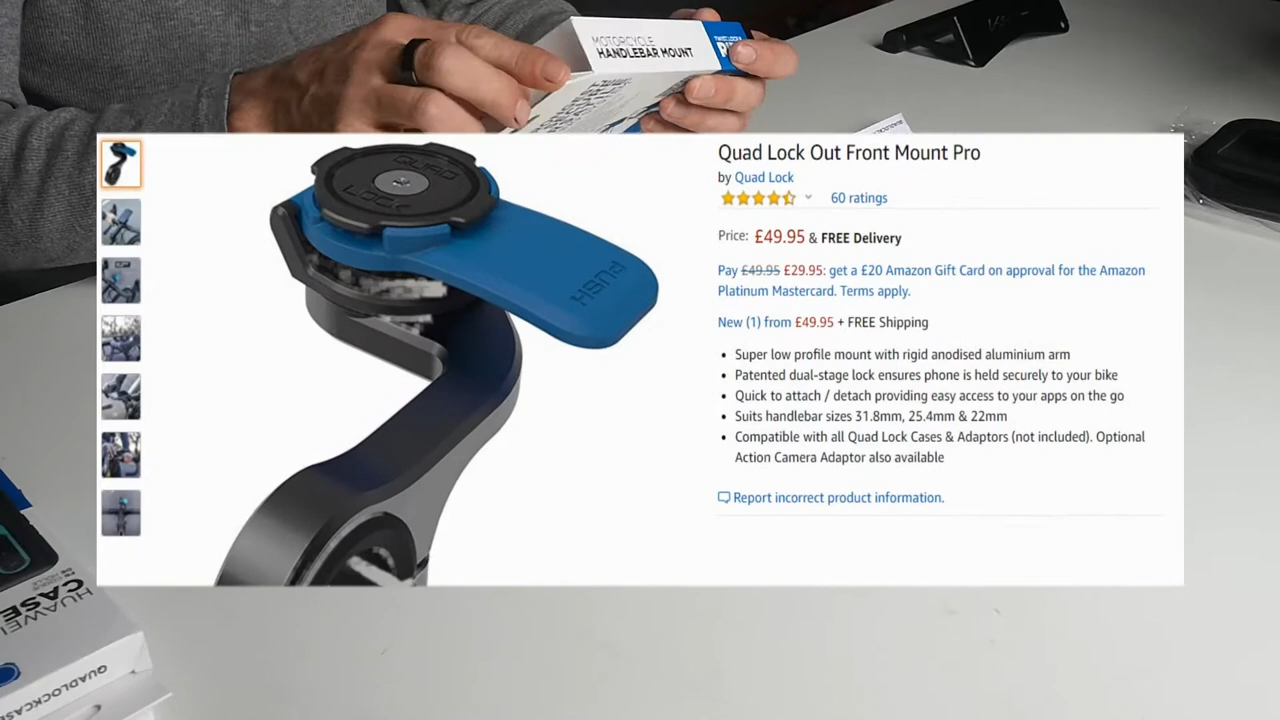 MOTORCYCLE
HANDLEBAR MOUNT
Quad Lock Out Front Mount Pro
by Quad Lock
60 ratings
Price: £49.95 & FREE Delivery
Pay £49.95 £29.95: get a £20 Amazon Gift Card on approval for the Amazon
Platinum Mastercard. Terms apply.
New (1) from £49.95 + FREE Shipping
• Super low profile mount with rigid anodised aluminium arm
• Patented dual-stage lock ensures phone is held securely to your bike
• Quick to attach / detach providing easy access to your apps on the go
• Suits handlebar sizes 31.8mm, 25.4mm & 22mm
• Compatible with all Quad Lock Cases & Adaptors (not included). Optional
Action Camera Adaptor also available
Report incorrect product information.
QUAD
LOCK
PUSH
HUAWEI
CASE
QUADLOCKCASE